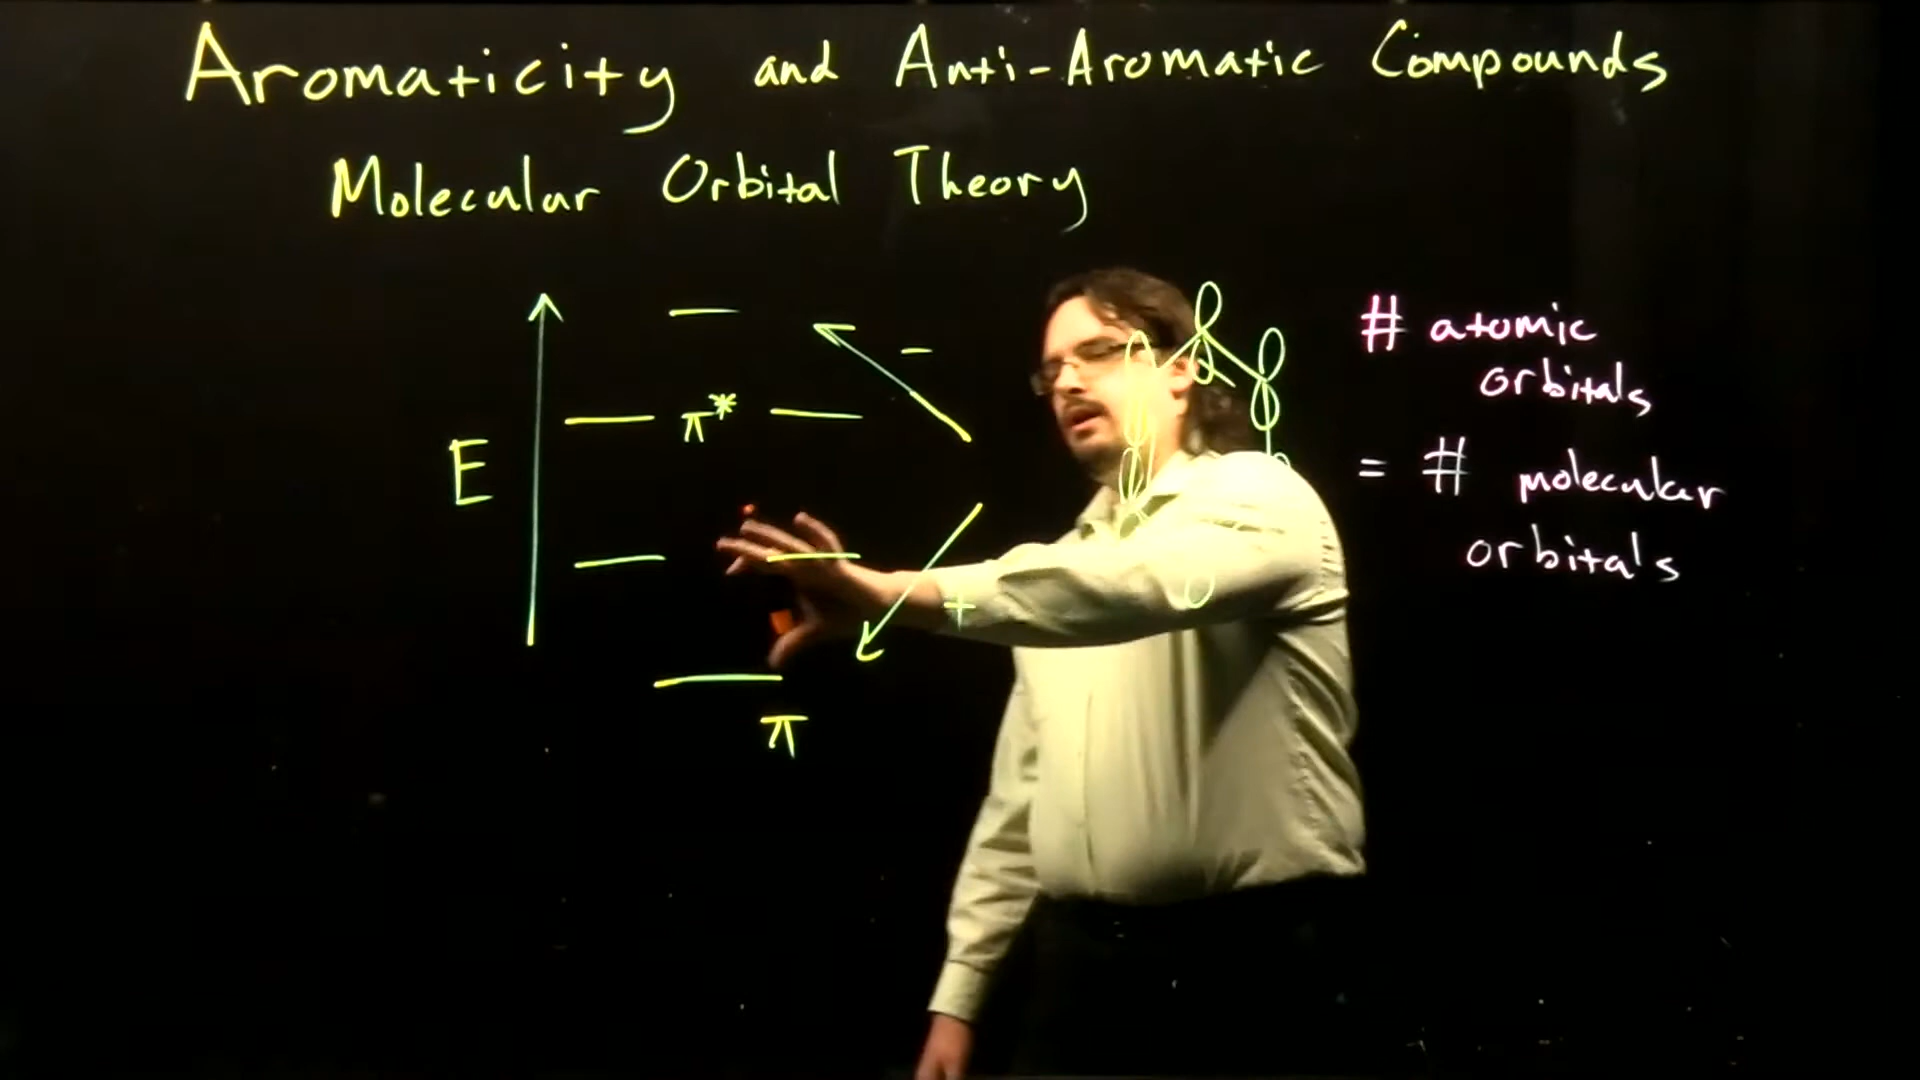 Aromaticity and Anti-Aromatic Compounds
Molecular Orbital Theory
# atomic
orbitals
= # molecular
orbitals
E
π*
π
-
+